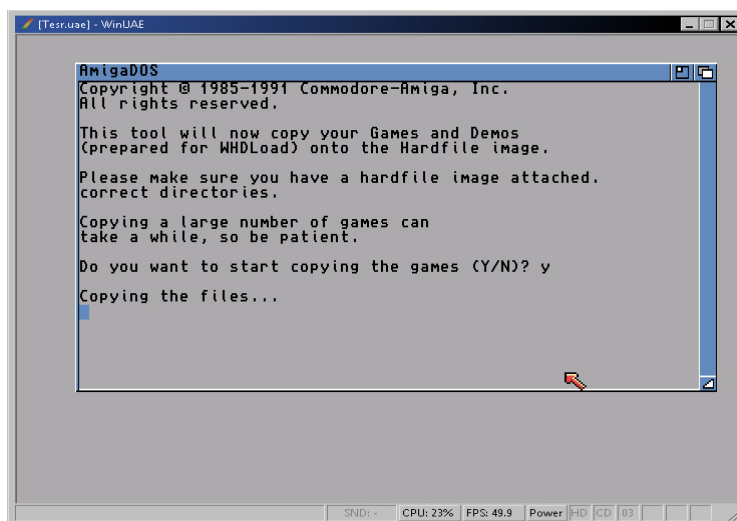 [Tesr.uae] - WinUAE
AmigaDOS
Copyright © 1985-1991 Commodore-Amiga, Inc.
All rights reserved.
This tool will now copy your Games and Demos
(prepared for WHDLoad) onto the Hardfile image.
Please make sure you have a hardfile image attached.
correct directories.
Copying a large number of games can
take a while, so be patient.
Do you want to start copying the games (Y/N)? y
Copying the files...
SND: - CPU: 23% FPS: 49.9 Power HD CD 03